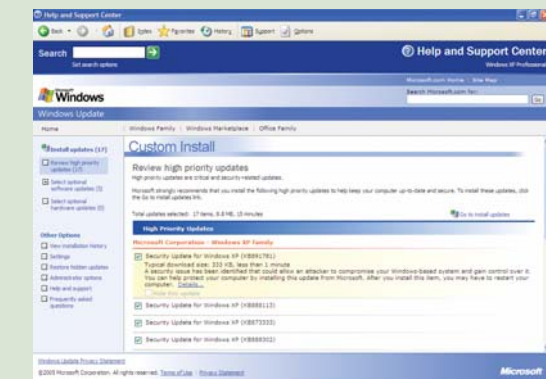 Help and Support Center
Back
Index
Favorites
History
Support
Options
Search
Set search options
Help and Support Center
Windows XP Professional
Microsoft.com Home | Site Map
Microsoft
Windows
Search Microsoft.com for:
Go
Windows Update
Home
Windows Family | Windows Marketplace | Office Family
Install updates (17)
Review high priority updates (17)
Select optional software updates (5)
Select optional hardware updates (0)
Other Options
View installation history
Settings
Restore hidden updates
Administrator options
Help and support
Frequently asked questions
Custom Install
Review high priority updates
High priority updates are critical and security-related updates.
Microsoft strongly recommends that you install the following high priority updates to help keep your computer up-to-date and secure. To install these updates, click
the Go to install updates link.
Total updates selected: 17 items, 9.8 MB, 15 minutes
Go to install updates
High Priority Updates
Microsoft Corporation - Windows XP Family
Security Update for Windows XP (KB891781)
Typical download size: 333 KB, less than 1 minute
A security issue has been identified that could allow an attacker to compromise your Windows-based system and gain control over it.
You can help protect your computer by installing this update from Microsoft. After you install this item, you may have to restart your
computer. Details...
Hide this update
Security Update for Windows XP (KB888113)
Security Update for Windows XP (KB873333)
Security Update for Windows XP (KB888302)
Windows Update Privacy Statement
©2005 Microsoft Corporation. All rights reserved. Terms of Use | Privacy Statement
Microsoft